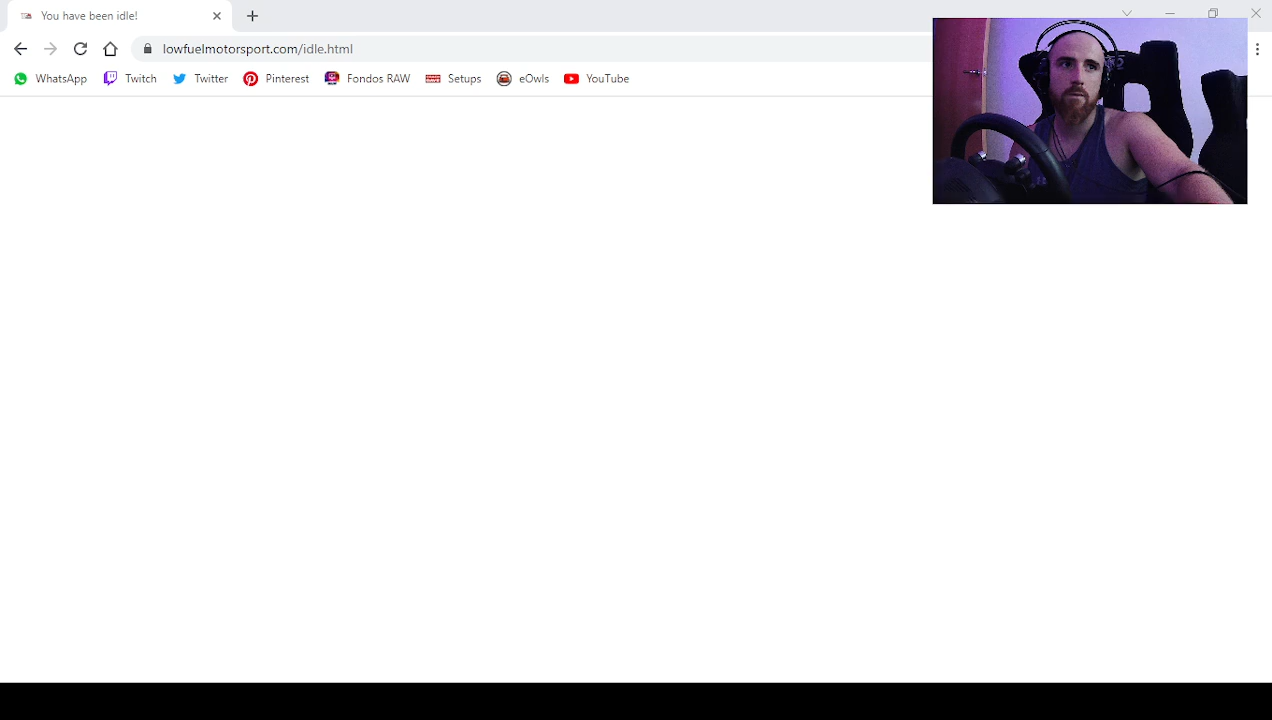 You have been idle!
lowfuelmotorsport.com/idle.html
WhatsApp Twitch Twitter Pinterest Fondos RAW Setups eOwls YouTube